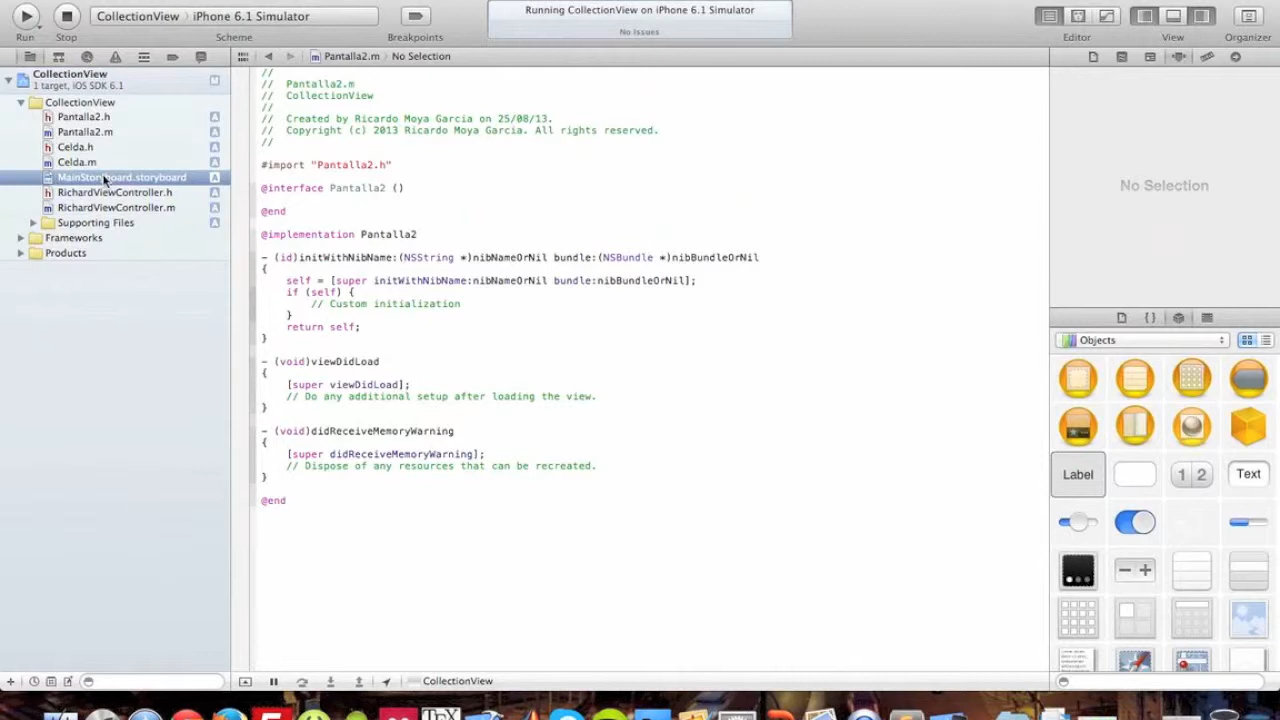 CollectionView
iPhone 6.1 Simulator
Running CollectionView on iPhone 6.1 Simulator
No Issues
Run
Stop
Scheme
Breakpoints
Editor
View
Organizer
Pantalla2.m
No Selection
CollectionView
1 target, iOS SDK 6.1
M
CollectionView
Pantalla2.h
A
Pantalla2.m
A
Celda.h
A
Celda.m
A
MainStoryboard.storyboard
A
RichardViewController.h
A
RichardViewController.m
A
Supporting Files
A
Frameworks
Products
//
// Pantalla2.m
// CollectionView
//
// Created by Ricardo Moya Garcia on 25/08/13.
// Copyright (c) 2013 Ricardo Moya Garcia. All rights reserved.
//
#import "Pantalla2.h"
@interface Pantalla2 ()
@end
@implementation Pantalla2
- (id)initWithNibName:(NSString *)nibNameOrNil bundle:(NSBundle *)nibBundleOrNil
{
self = [super initWithNibName:nibNameOrNil bundle:nibBundleOrNil];
if (self) {
// Custom initialization
}
return self;
}
- (void)viewDidLoad
{
[super viewDidLoad];
// Do any additional setup after loading the view.
}
- (void)didReceiveMemoryWarning
{
[super didReceiveMemoryWarning];
// Dispose of any resources that can be recreated.
}
@end
No Selection
{ }
Objects
Label
1 2
Text
CollectionView